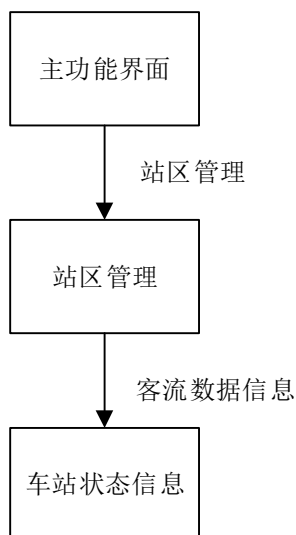 主功能界面
站区管理
站区管理
客流数据信息
车站状态信息